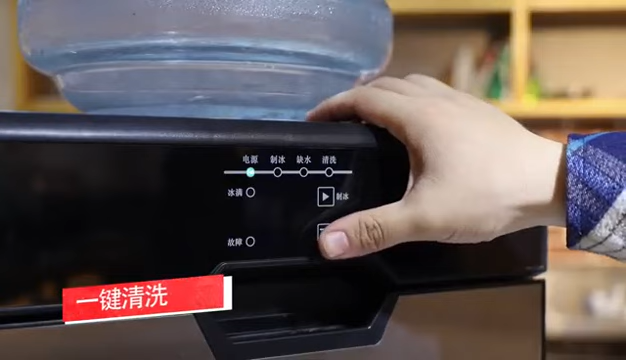 电源 制冰 缺水 清洗
冰满 制冰
故障
一键清洗